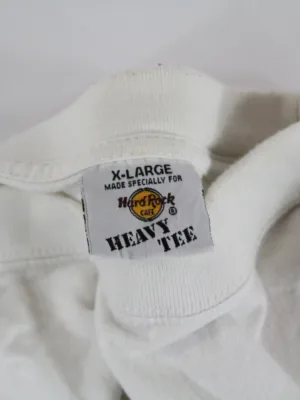 X-LARGE
MADE SPECIALLY FOR
Hard Rock
CAFE
HEAVY TEE